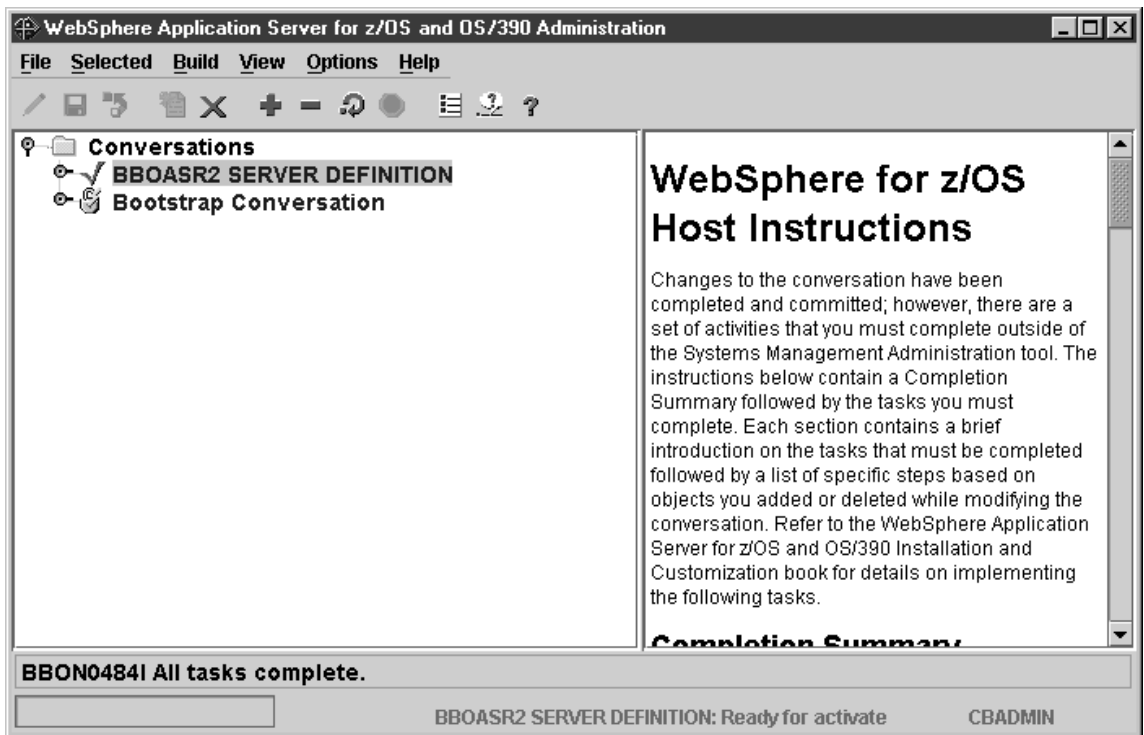 WebSphere Application Server for z/OS and OS/390 Administration
File Selected Build View Options Help
Conversations
BBOASR2 SERVER DEFINITION
Bootstrap Conversation
WebSphere for z/OS
Host Instructions
Changes to the conversation have been
completed and committed; however, there are a
set of activities that you must complete outside of
the Systems Management Administration tool. The
instructions below contain a Completion
Summary followed by the tasks you must
complete. Each section contains a brief
introduction on the tasks that must be completed
followed by a list of specific steps based on
objects you added or deleted while modifying the
conversation. Refer to the WebSphere Application
Server for z/OS and OS/390 Installation and
Customization book for details on implementing
the following tasks.
Completion Summary
BBON0484I All tasks complete.
BBOASR2 SERVER DEFINITION: Ready for activate CBADMIN